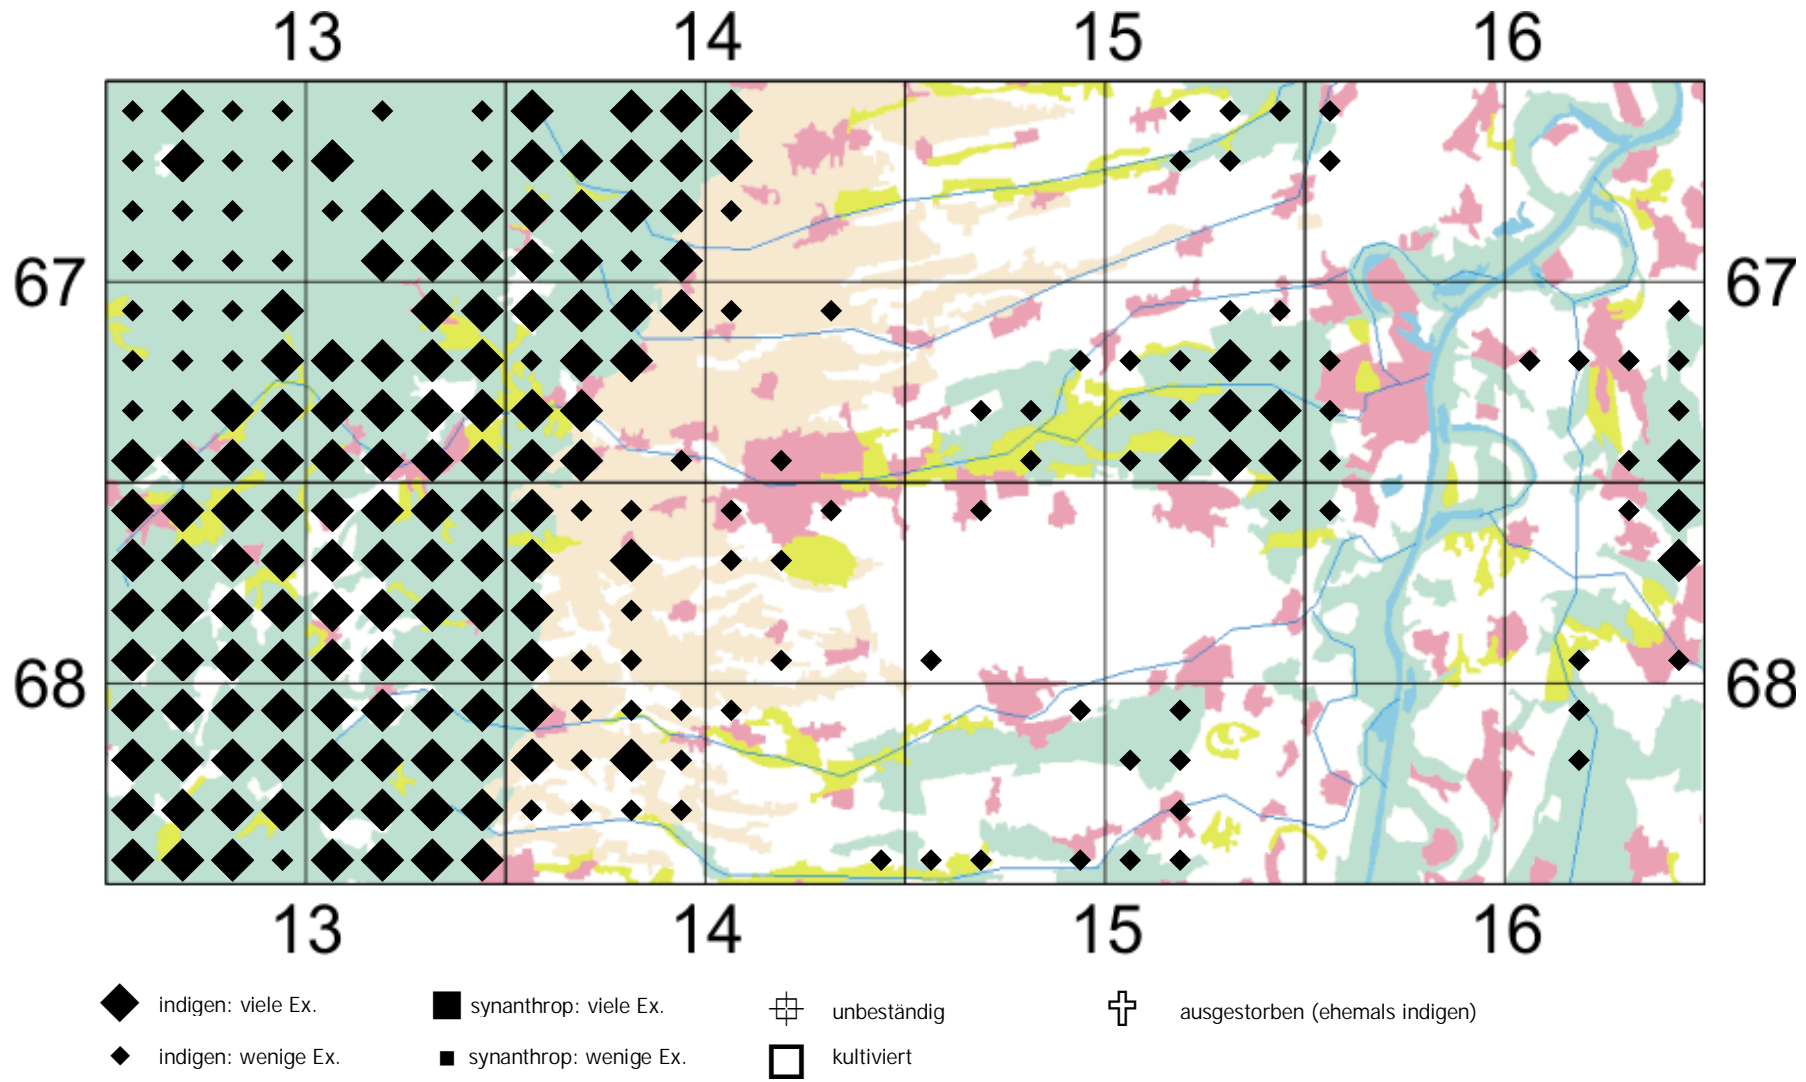 13 14 15 16
67 67
68 68
13 14 15 16
indigen: viele Ex. synanthrop: viele Ex. unbeständig ausgestorben (ehemals indigen)
indigen: wenige Ex. synanthrop: wenige Ex. kultiviert